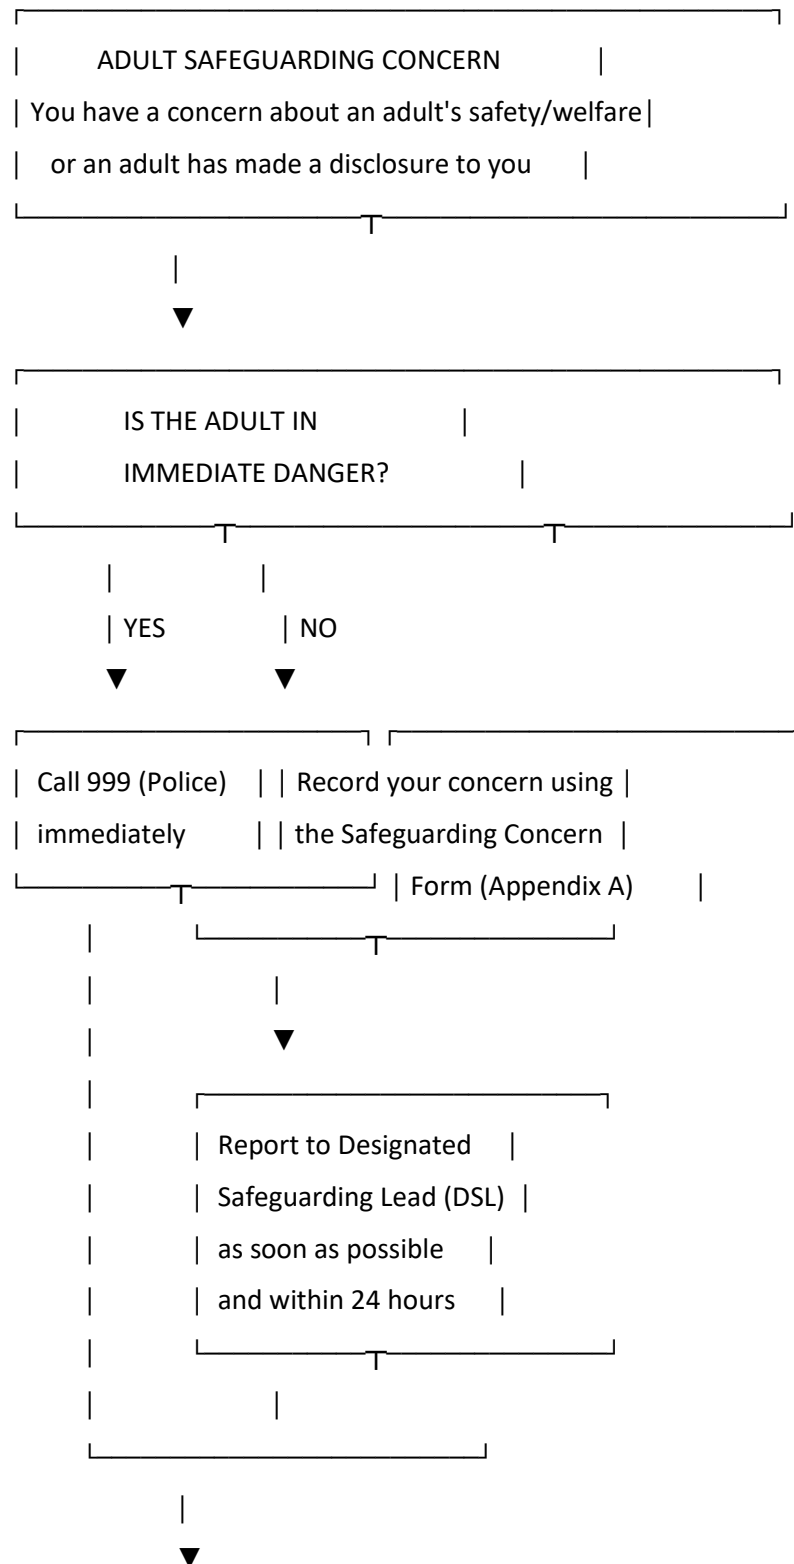 ADULT SAFEGUARDING CONCERN
You have a concern about an adult's safety/welfare
or an adult has made a disclosure to you
IS THE ADULT IN
IMMEDIATE DANGER?
YES NO
Call 999 (Police) Record your concern using
immediately the Safeguarding Concern
Form (Appendix A)
Report to Designated
Safeguarding Lead (DSL)
as soon as possible
and within 24 hours